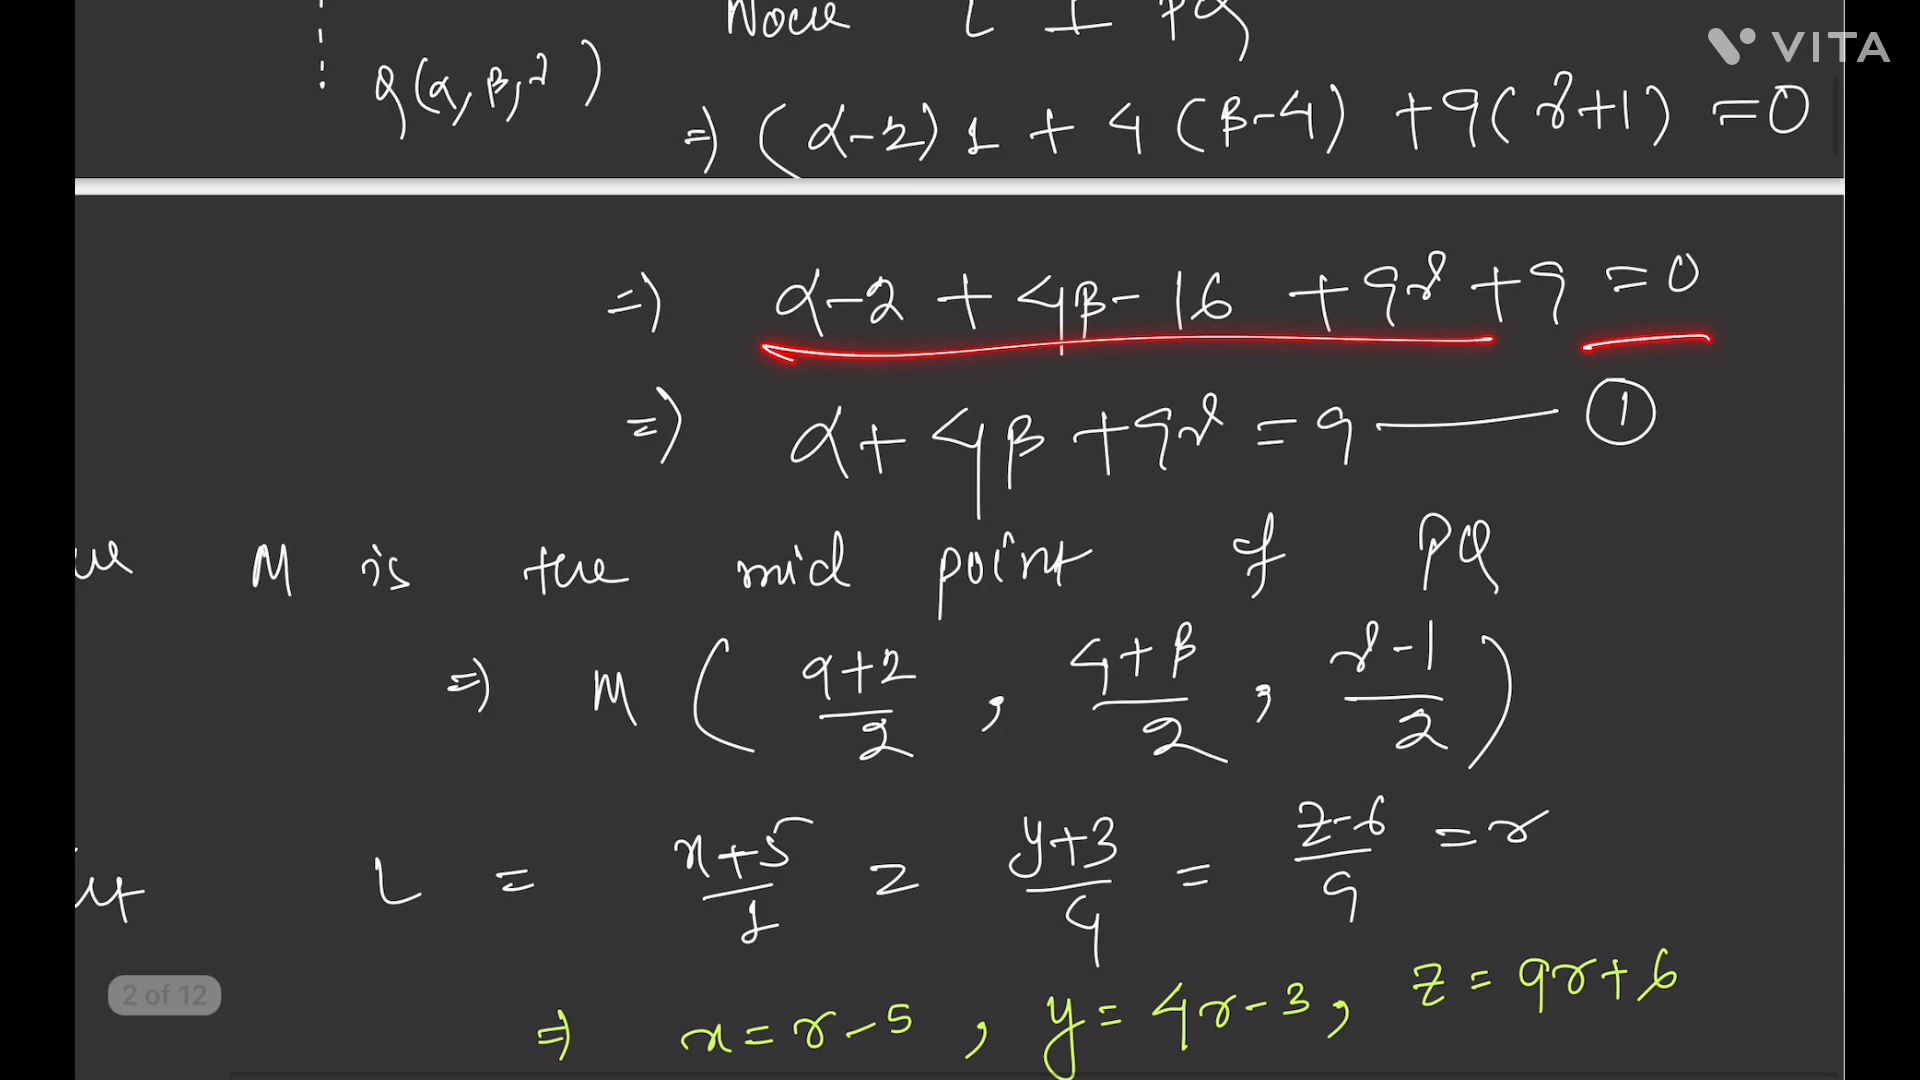 Now L ⊥ PQ
VITA
Q(α, β, γ)
⇒ (α-2)1 + 4(β-4) + 9(γ+1) = 0
⇒ α-2 + 4β-16 + 9γ + 9 = 0
⇒ α + 4β + 9γ = 9 —— ①
M is the mid point of PQ
⇒ M ( α+2/2 , 4+β/2 , γ-1/2 )
L = x+5/1 = y+3/4 = z-6/9 = r
2 of 12
⇒ x = r-5 , y = 4r-3 , z = 9r+6